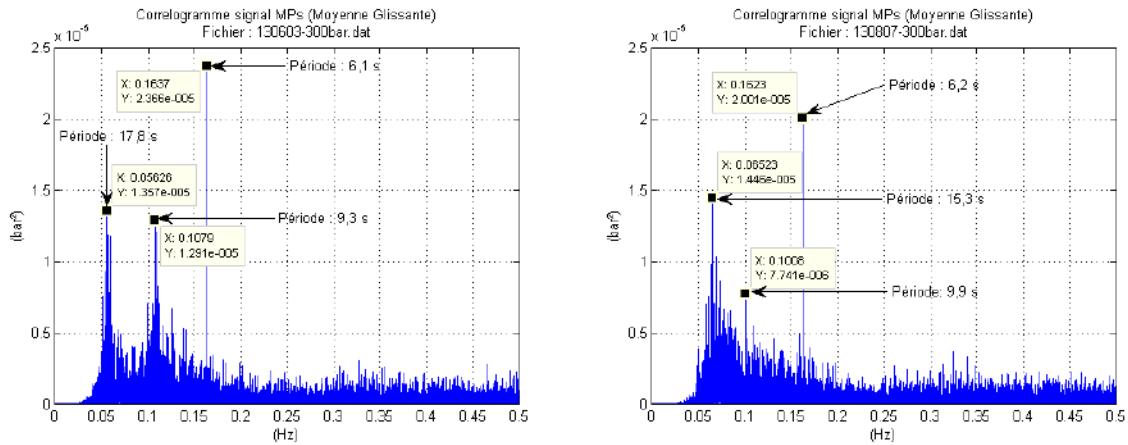 Correlogramme signal MPs (Moyenne Glissante)
Fichier : 130603-300bar.dat
x 10⁻⁵
2.5
2
1.5
1
0.5
0
(bar²)
0 0.05 0.1 0.15 0.2 0.25 0.3 0.35 0.4 0.45 0.5
(Hz)
Période : 6,1 s
X: 0.1637
Y: 2.366e-005
Période : 17,8 s
X: 0.05626
Y: 1.357e-005
Période : 9,3 s
X: 0.1079
Y: 1.291e-005
Correlogramme signal MPs (Moyenne Glissante)
Fichier : 130807-300bar.dat
x 10⁻⁵
2.5
2
1.5
1
0.5
0
(bar²)
0 0.05 0.1 0.15 0.2 0.25 0.3 0.35 0.4 0.45 0.5
(Hz)
Période : 6,2 s
X: 0.1623
Y: 2.001e-005
X: 0.06523
Y: 1.446e-005
Période : 15,3 s
X: 0.1008
Y: 7.741e-006
Période: 9,9 s